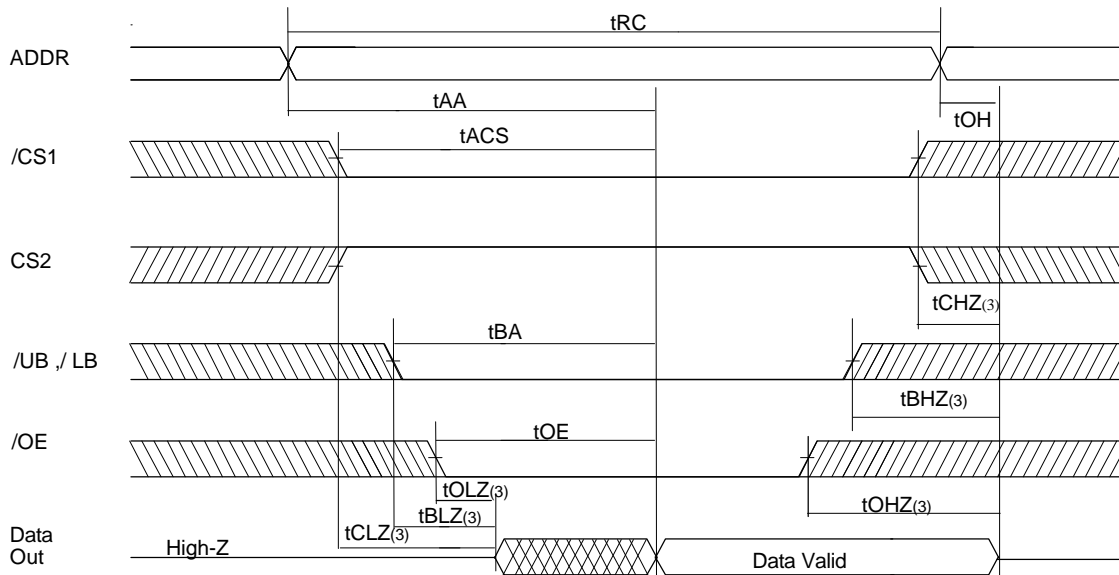 tRC
ADDR
tAA
tOH
tACS
/CS1
CS2
tCHZ(3)
tBA
/UB ,/ LB
tBHZ(3)
/OE
tOE
tOLZ(3)
tBLZ(3)
tOHZ(3)
tCLZ(3)
Data
Out
High-Z
Data Valid